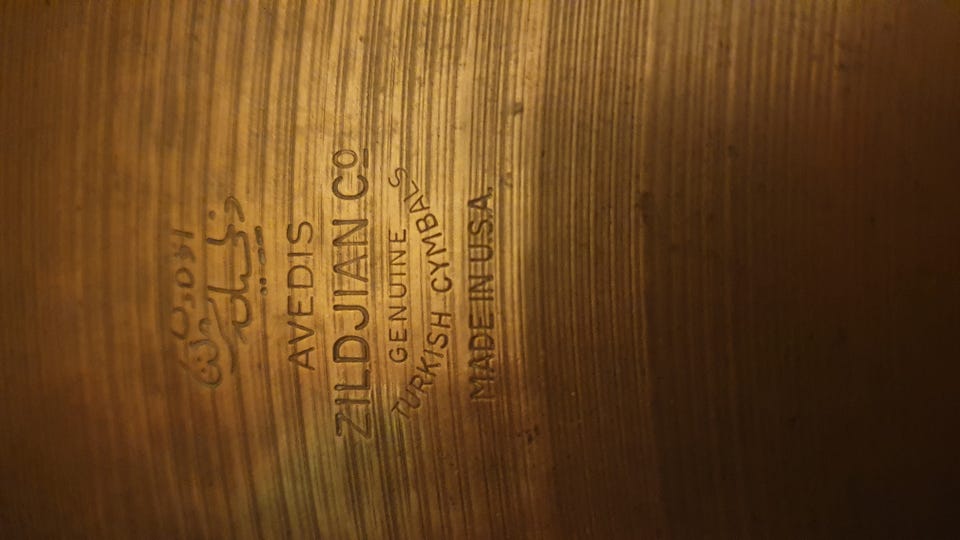 AVEDIS
ZILDJIAN Co
GENUINE
TURKISH CYMBALS
MADE IN U.S.A.